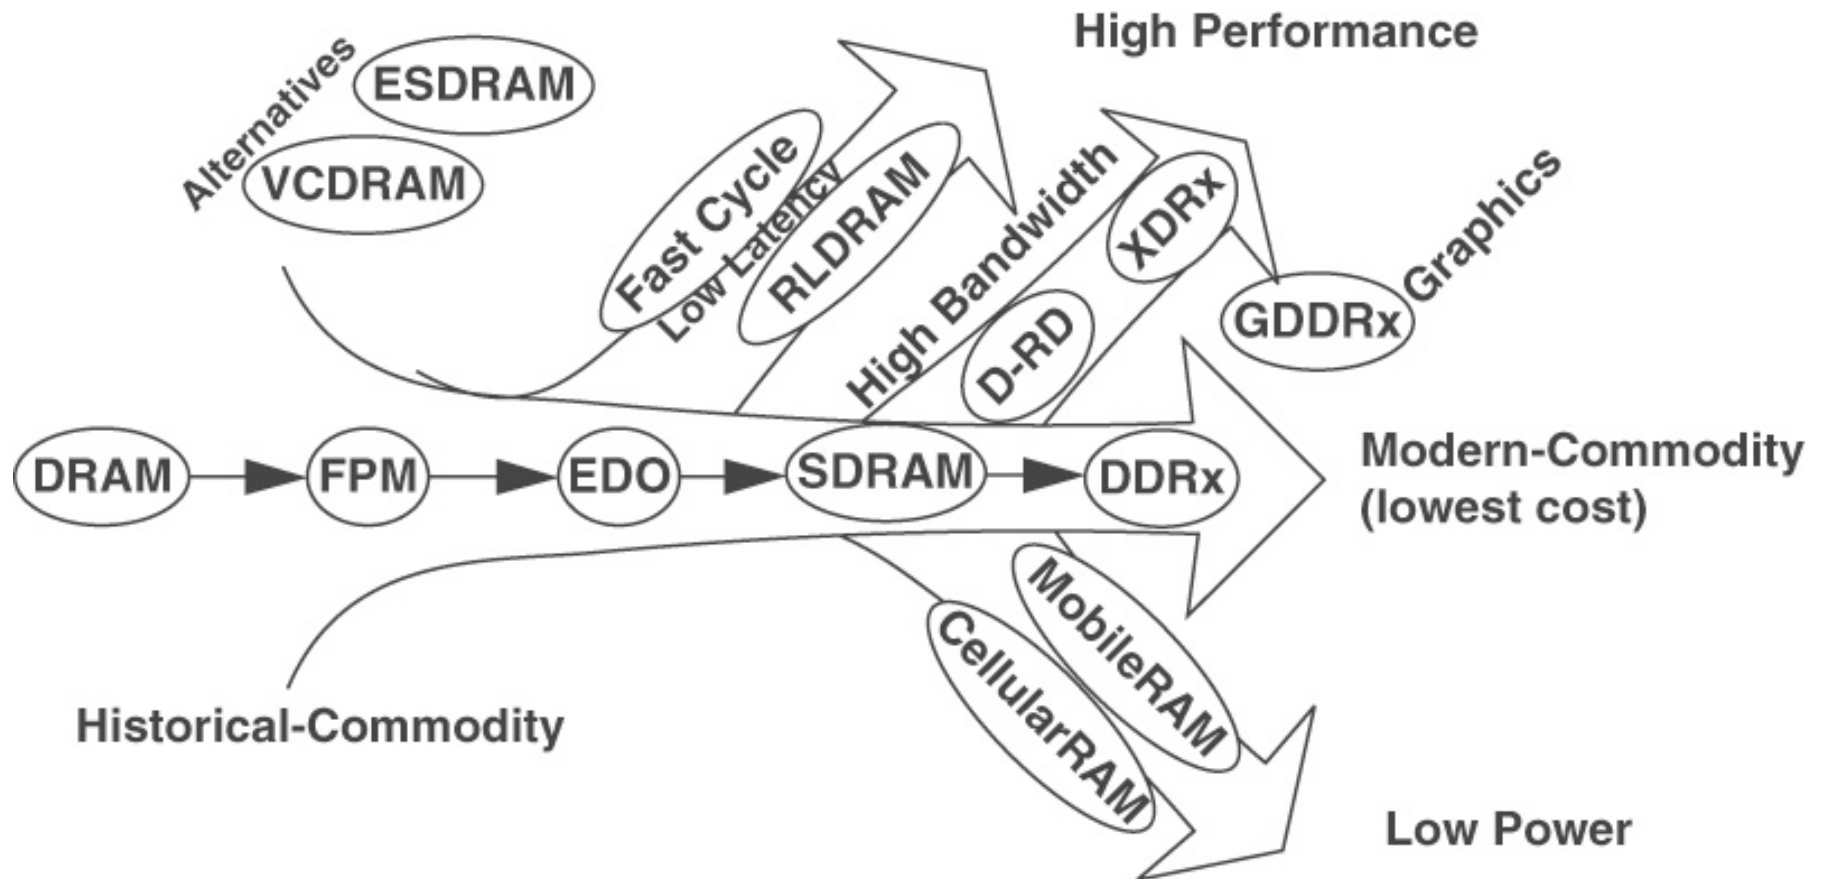 High Performance
Alternatives
ESDRAM
VCDRAM
Fast Cycle
Low Latency
RLDRAM
High Bandwidth
D-RD
XDRx
GDDRx
Graphics
DRAM
FPM
EDO
SDRAM
DDRx
Modern-Commodity
(lowest cost)
Historical-Commodity
MobileRAM
CellularRAM
Low Power